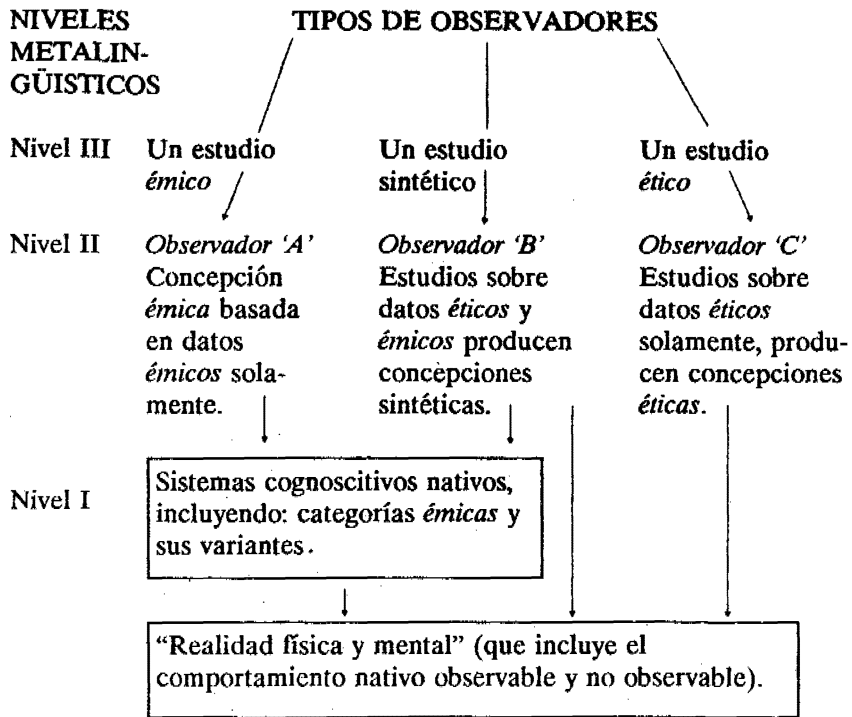 NIVELES TIPOS DE OBSERVADORES
METALIN-
GÜISTICOS
Nivel III Un estudio Un estudio Un estudio
émico sintético ético
Nivel II Observador ‘A’ Observador ‘B’ Observador ‘C’
Concepción Estudios sobre Estudios sobre
émica basada datos éticos y datos éticos
en datos émicos producen solamente, produ-
émicos sola- concepciones cen concepciones
mente. sintéticas. éticas.
Nivel I Sistemas cognoscitivos nativos,
incluyendo: categorías émicas y
sus variantes.
“Realidad física y mental” (que incluye el
comportamiento nativo observable y no observable).